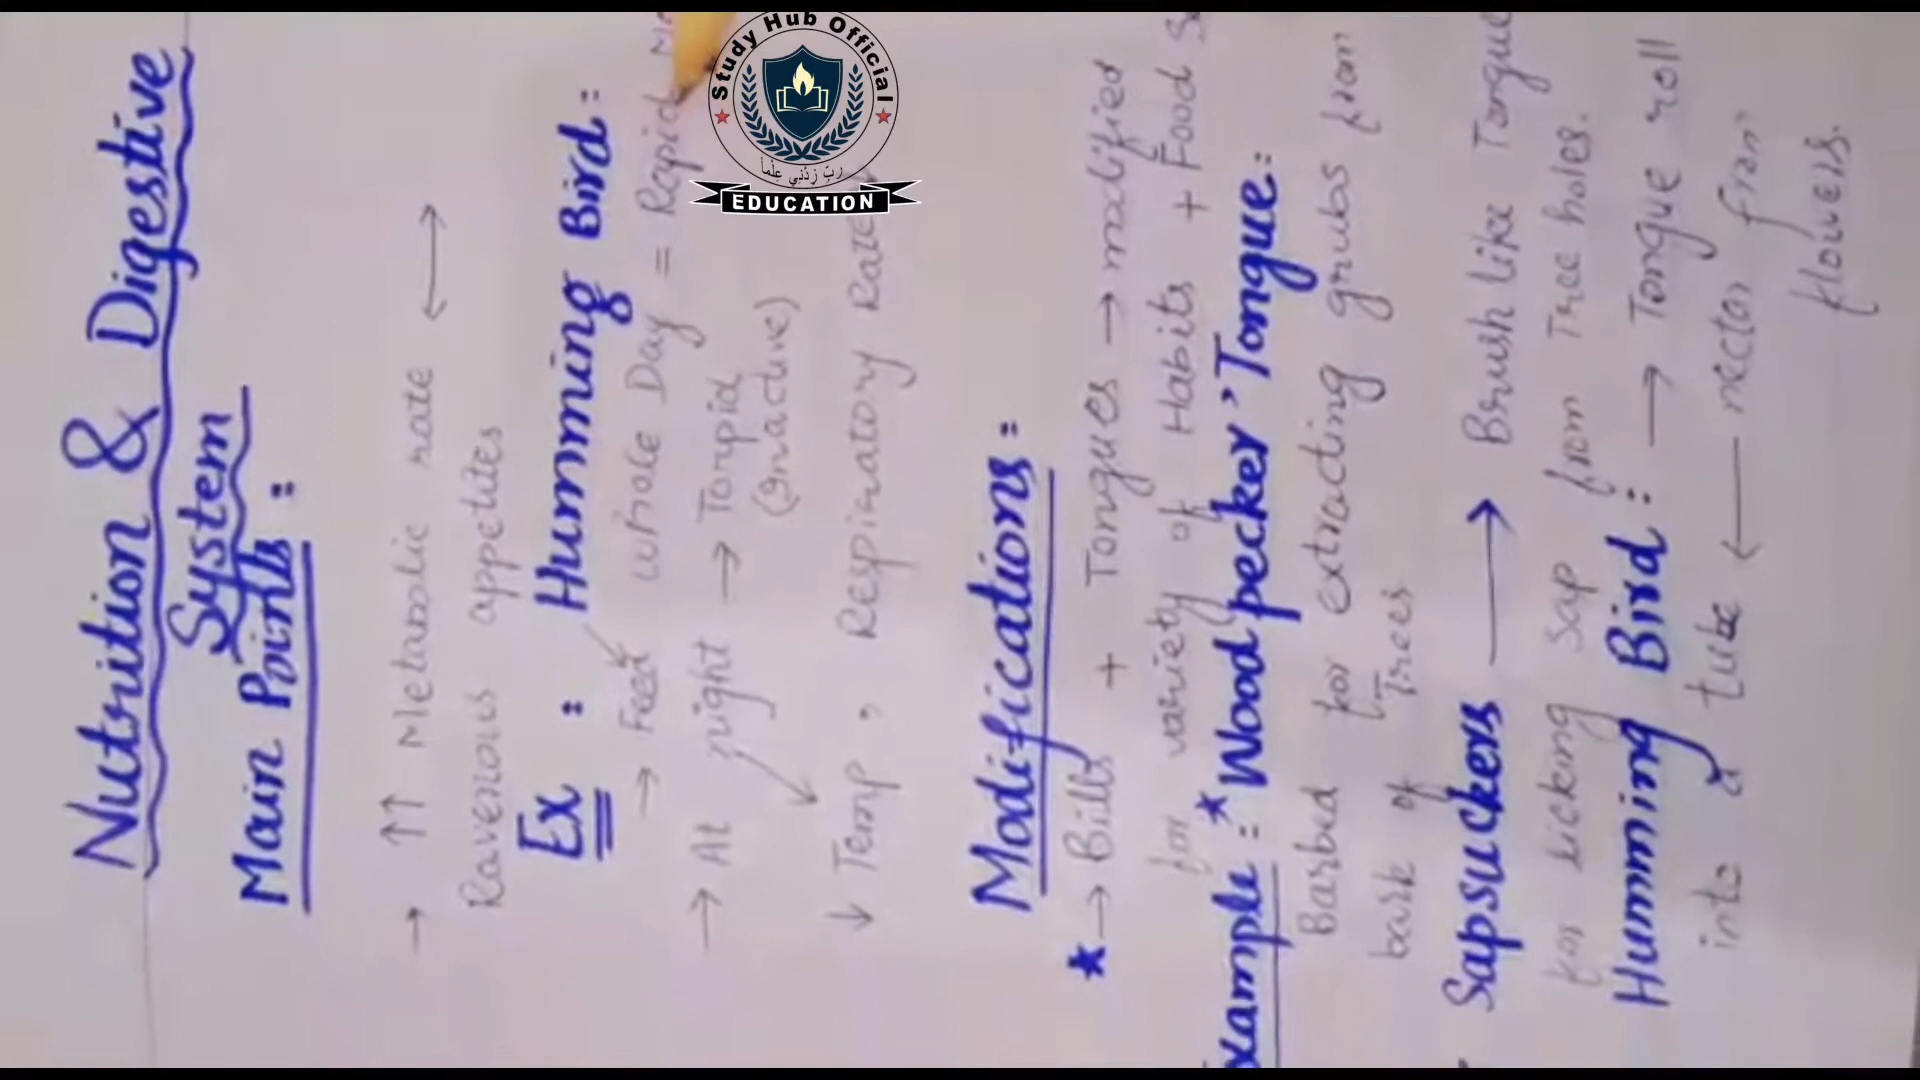 Nutrition & Digestive
System
Main Points :
→ ↑↑ Metabolic rate ⟷
Ravenous appetites
Ex : Humming Bird :
→ Feed whole Day = Rapid
→ At night → Torpid
(Inactive)
↓ Temp , Respiratory Rate
Modifications :
★ → Bills + Tongues → modified
for variety of Habits + Food
Example : * Wood pecker' Tongue :
Barbed for extracting grubs from
bark of Trees
Sapsuckers → Brush like Tongue
for licking Sap from Tree holes.
Humming Bird : → Tongue roll
into a tube ← nector from
flowers.
Study Hub Official
رَبِّ زِدْنِي عِلْمًا
EDUCATION